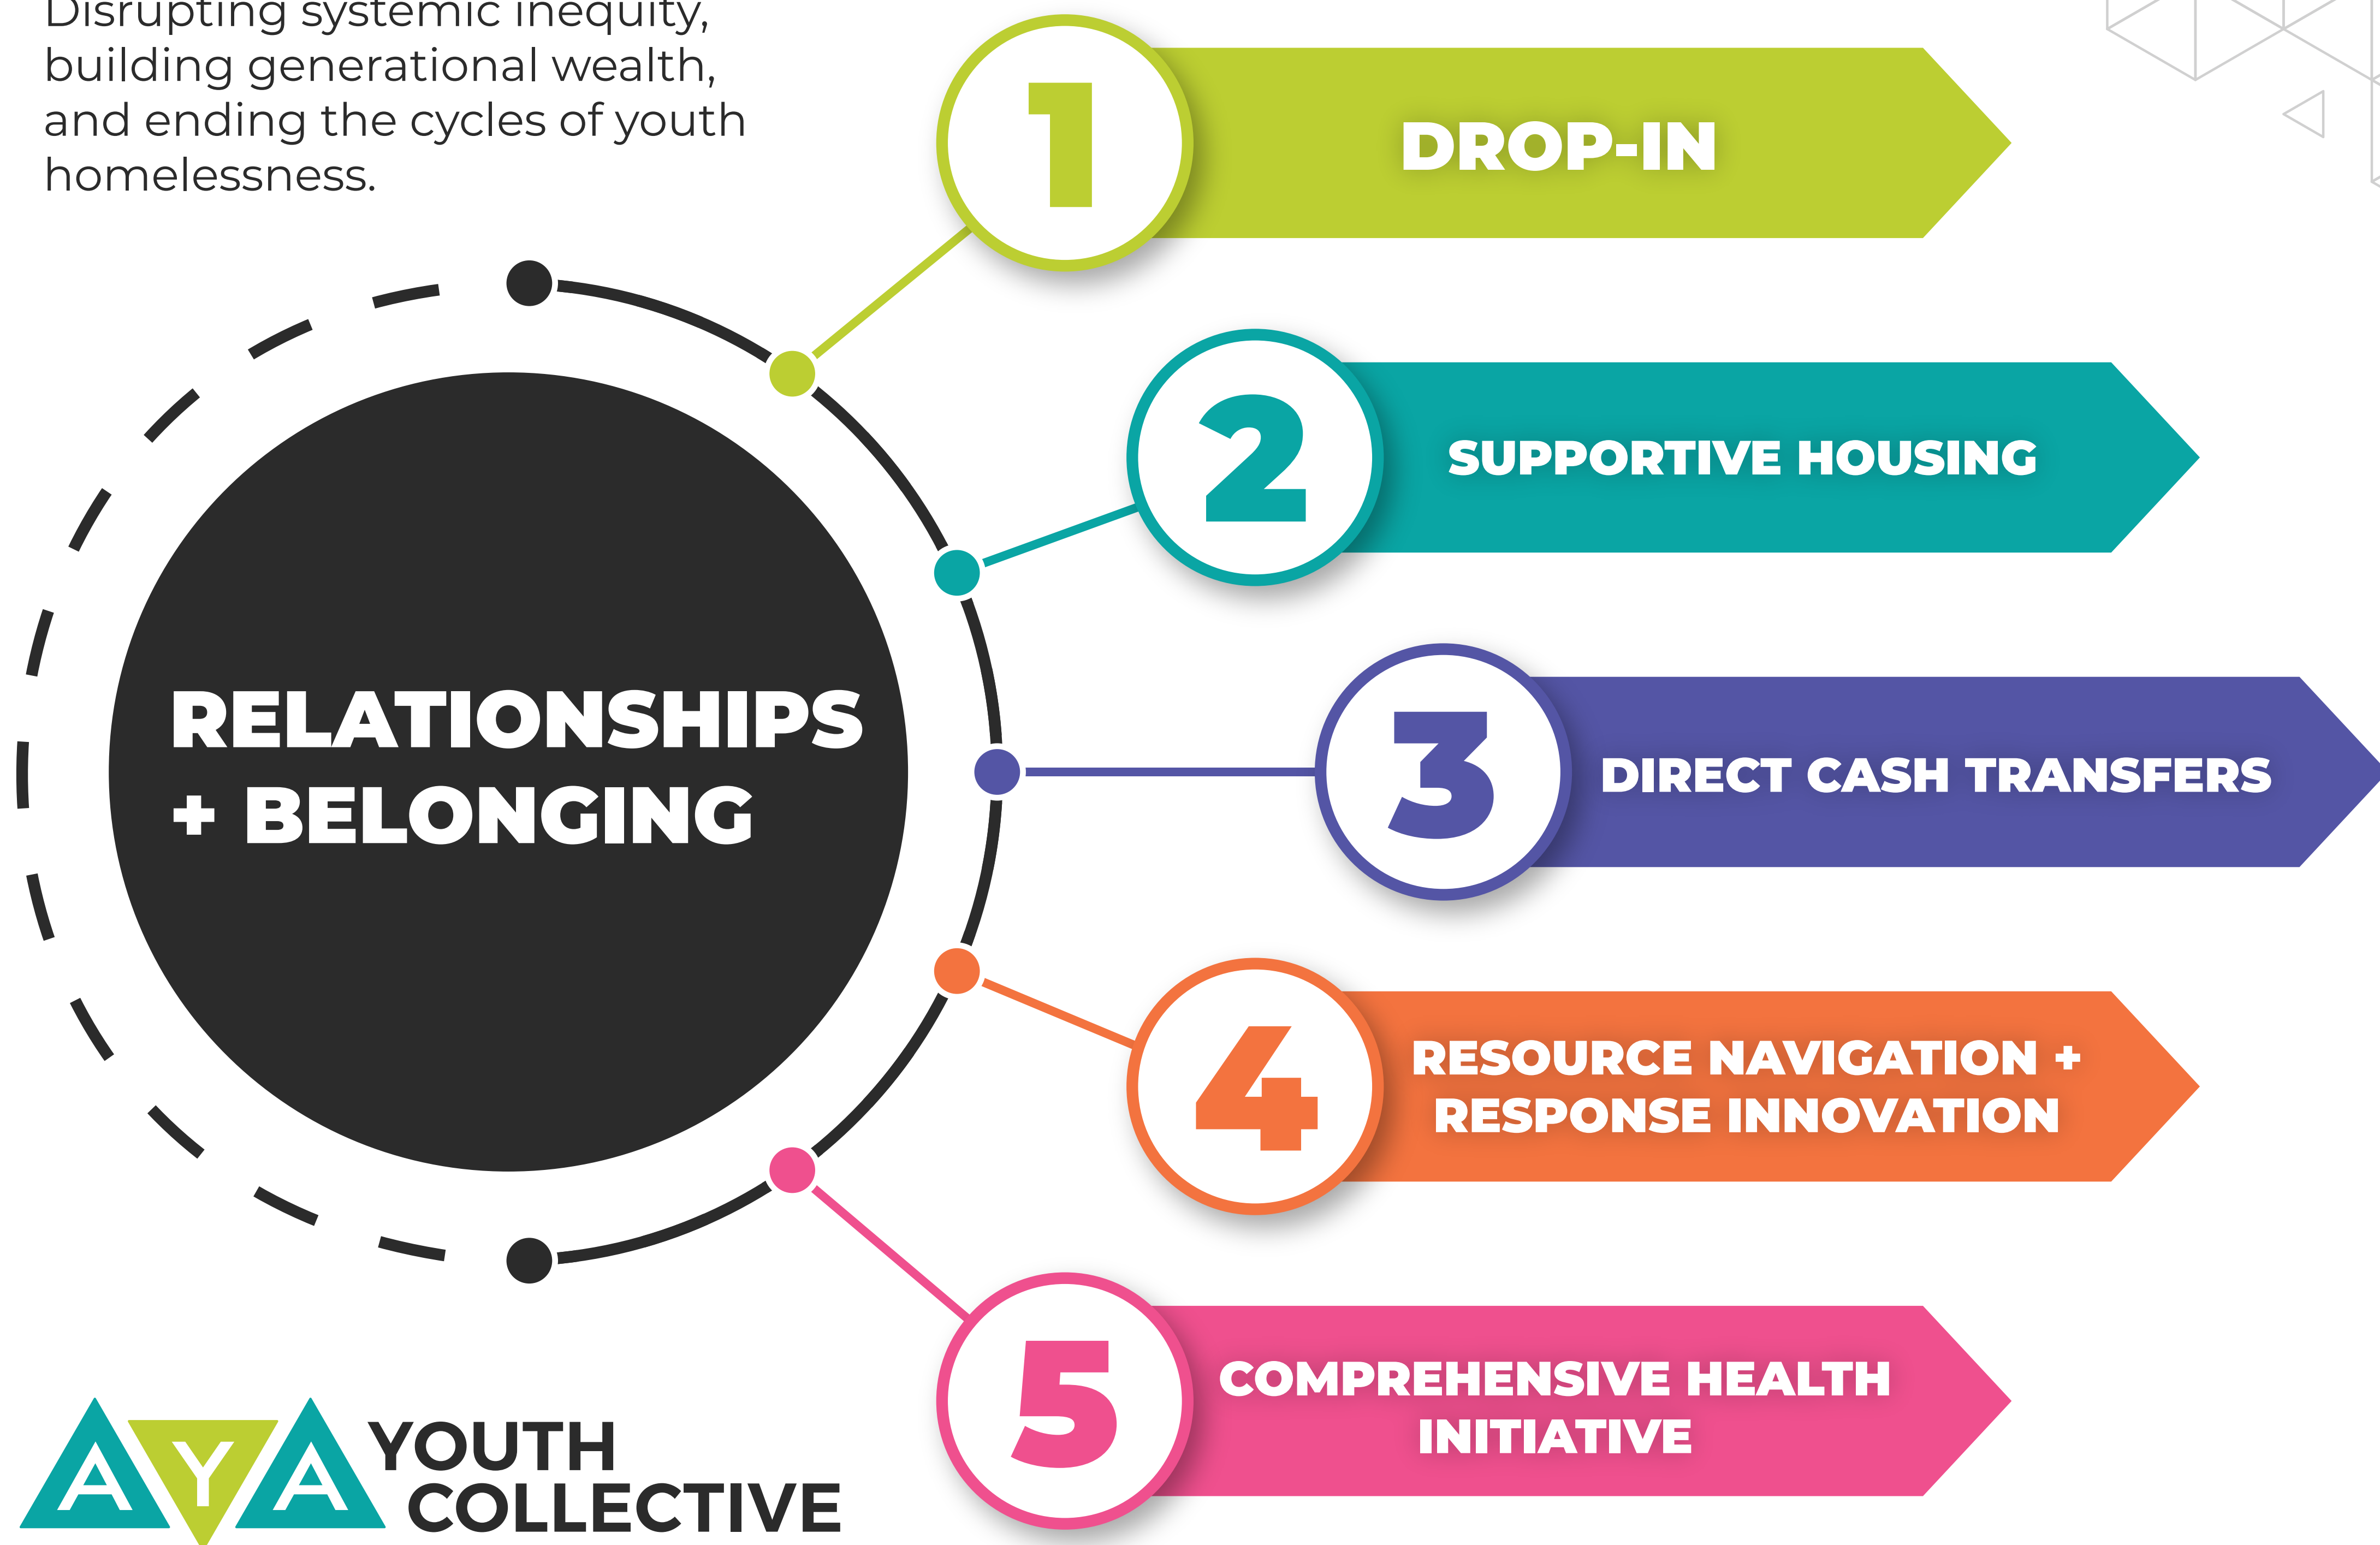 Disrupting systemic inequity,
building generational wealth,
and ending the cycles of youth
homelessness.
1
DROP-IN
2
SUPPORTIVE HOUSING
RELATIONSHIPS
+ BELONGING
3
DIRECT CASH TRANSFERS
4
RESOURCE NAVIGATION +
RESPONSE INNOVATION
5
COMPREHENSIVE HEALTH
INITIATIVE
AYA
YOUTH
COLLECTIVE